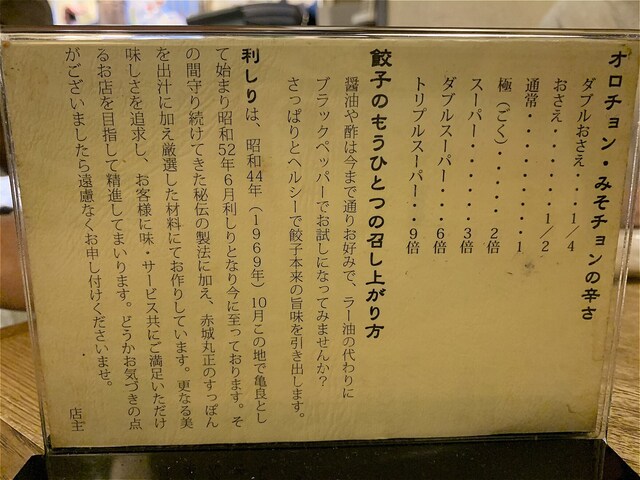 オロチョン・みそチョンの辛さ
ダブルおさえ・・・1/4
おさえ・・・・・・1/2
通常・・・・・・・・1
極(ごく)・・・・・2倍
スーパー・・・・・3倍
ダブルスーパー・・6倍
トリプルスーパー・・9倍
餃子のもうひとつの召し上がり方
醤油や酢は今まで通りお好みで、ラー油の代わりに
ブラックペッパーでお試しになってみませんか?
さっぱりとヘルシーで餃子本来の旨味を引き出します。
利しりは、昭和44年(1969年)10月この地で亀良とし
て始まり昭和52年6月利しりとなり今に至っております。そ
の間守り続けてきた秘伝の製法に加え、赤城丸正のすっぽん
を出汁に加え厳選した材料にてお作りしています。更なる美
味しさを追求し、お客様に味・サービス共にご満足いただけ
るお店を目指して精進してまいります。どうかお気づきの点
がございましたら遠慮なくお申し付けくださいませ。
店主